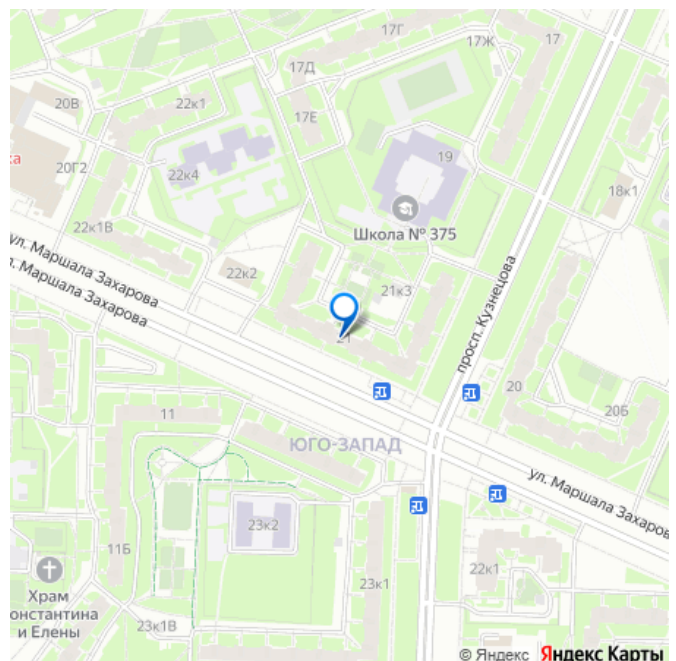 17Г
17Ж
17
17Д
20В
22к1
17Е
ка
20Г2
22к4
19
18к1
22к1В
Школа № 375
ул. Маршала Захарова
л. Маршала Захарова
22к2
21к3
просп. Кузнецова
21
20
20Б
11
ЮГО-ЗАПАД
ул. Маршала Захарова
23к2
11Б
22к1
23к1
Храм
онстантина
и Елены
23к1В
© Яндекс Яндекс Карты